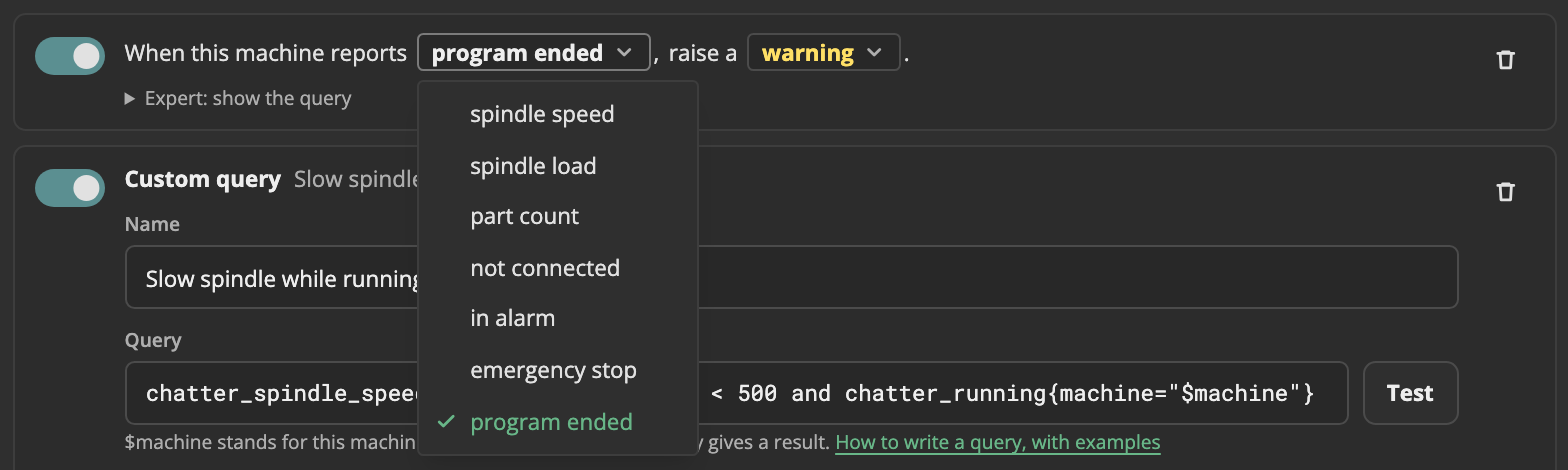 When this machine reports program ended , raise a warning .
Expert: show the query
spindle speed
spindle load
part count
not connected
in alarm
emergency stop
program ended
Custom query Slow spindle
Name
Slow spindle while running
Query
< 500 and chatter_running{machine="$machine"}
Test
$machine stands for this
gives a result. How to write a query, with examples